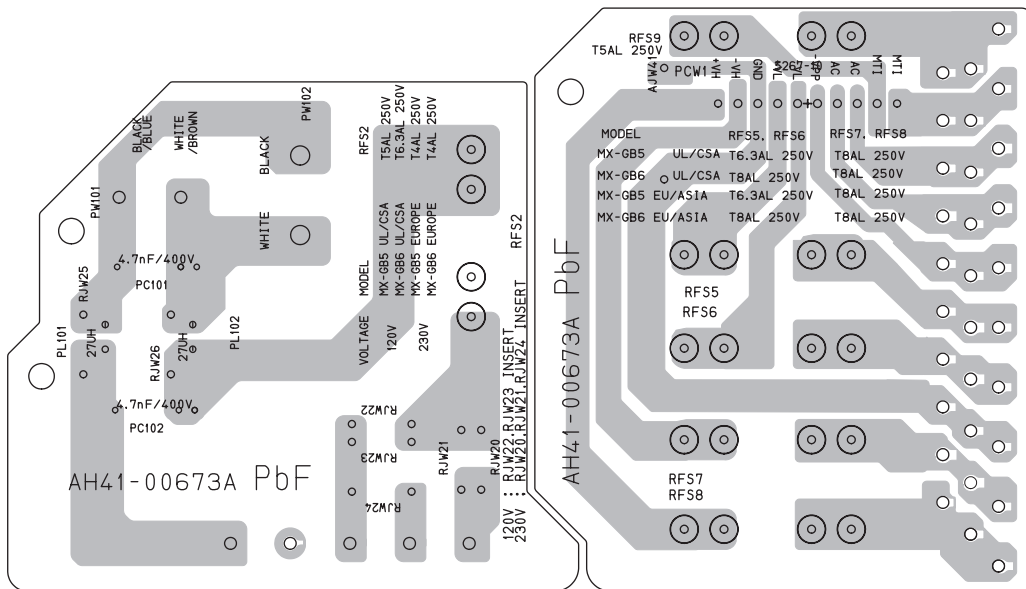 BLACK
/BLUE
WHITE
/BROWN
BLACK
PW102
PW101
WHITE
4.7nF/400V
PC101
RJW25
PL101
27UH
27UH
PL102
RJW26
4.7nF/400V
PC102
AH41-00673A PbF
RFS2
T5AL 250V
T6.3AL 250V
T4AL 250V
T4AL 250V
MODEL
MX-GB5 UL/CSA
MX-GB6 UL/CSA
MX-GB5 EUROPE
MX-GB6 EUROPE
VOLTAGE
120V
230V
RFS2
RJW22
RJW23
RJW24
RJW21
RJW20
120V : RJW22.RJW23 INSERT
230V : RJW20.RJW21.RJW24 INSERT
RFS9
T5AL 250V
AJW41
PCW1
+VH
-VH
GND
VL
VL
-VPP
AC
AC
MTI
MTI
MODEL RFS5. RFS6 RFS7. RFS8
MX-GB5 UL/CSA T6.3AL 250V T8AL 250V
MX-GB6 UL/CSA T8AL 250V T8AL 250V
MX-GB5 EU/ASIA T6.3AL 250V T8AL 250V
MX-GB6 EU/ASIA T8AL 250V T8AL 250V
RFS5
RFS6
AH41-00673A PbF
RFS7
RFS8